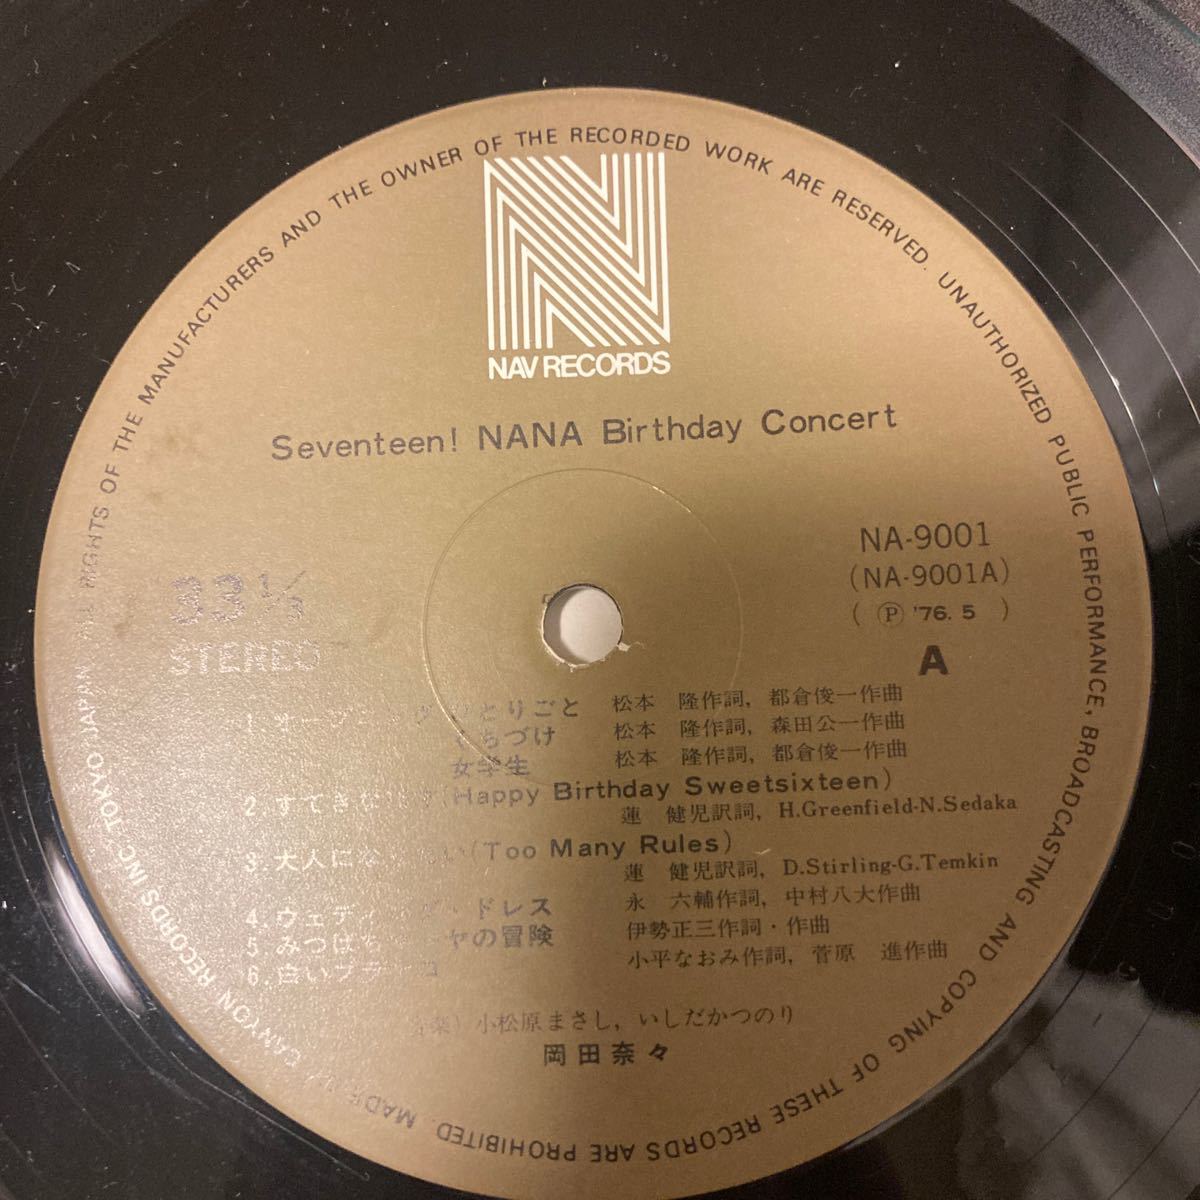 ALL RIGHTS OF THE MANUFACTURERS AND THE OWNER OF THE RECORDED WORK ARE RESERVED. UNAUTHORIZED PUBLIC PERFORMANCE, BROADCASTING AND COPYING OF THESE RECORDS ARE PROHIBITED. MADE CANYON RECORDS INC. TOKYO JAPAN
NAV RECORDS
Seventeen! NANA Birthday Concert
NA-9001
(NA-9001A)
(Ⓟ '76. 5 )
33⅓
STEREO
A
1. とりごと 松本 隆作詞, 都倉俊一作曲
松本 隆作詞, 森田公一作曲
女学生 松本 隆作詞, 都倉俊一作曲
2. すてきな (Happy Birthday Sweetsixteen)
蓮 健児訳詞, H.Greenfield-N.Sedaka
3. 大人に い(Too Many Rules)
蓮 健児訳詞, D.Stirling-G.Temkin
4. ウェディ ドレス 永 六輔作詞, 中村八大作曲
5. みつばち ヤの冒険 伊勢正三作詞・作曲
6. 白い 小平なおみ作詞, 菅原 進作曲
小松原まさし, いしだかつのり
岡田奈々